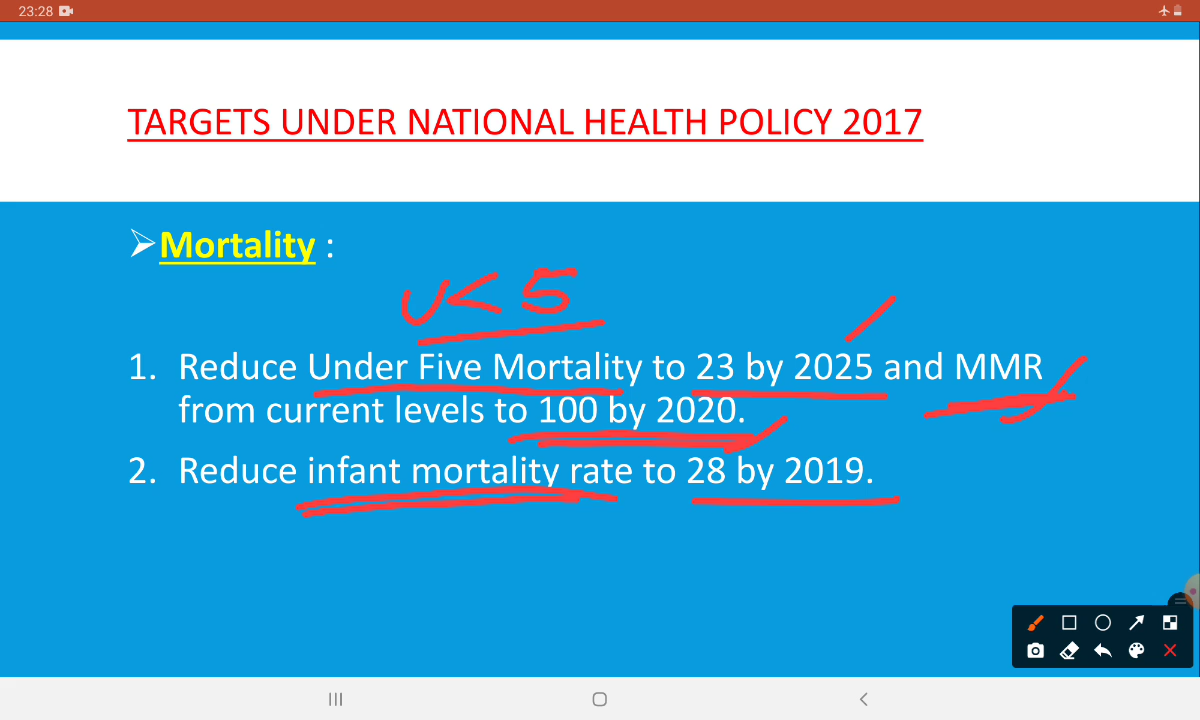 23:28
TARGETS UNDER NATIONAL HEALTH POLICY 2017
➢Mortality :
U< 5
1. Reduce Under Five Mortality to 23 by 2025 and MMR
from current levels to 100 by 2020.
2. Reduce infant mortality rate to 28 by 2019.